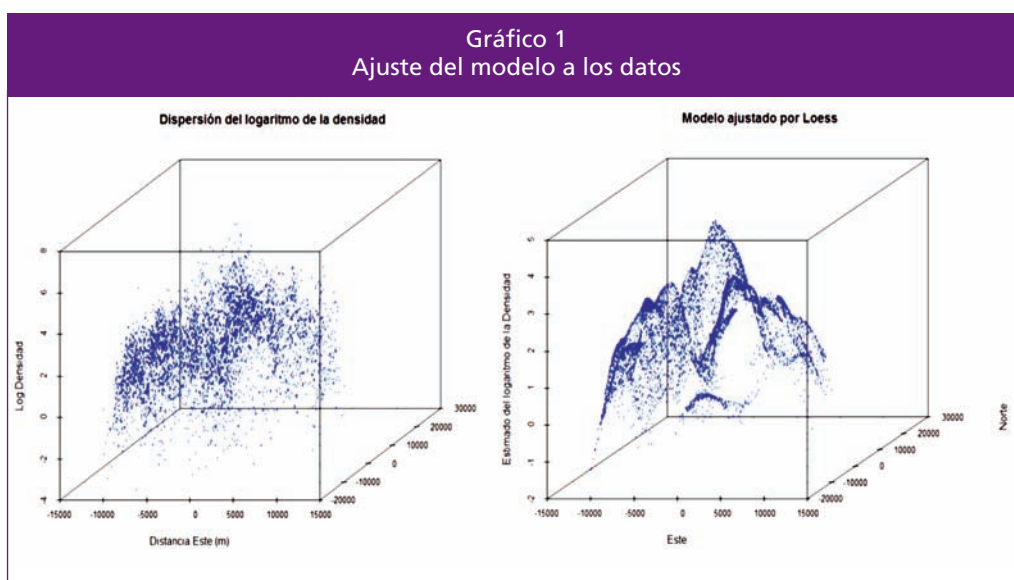 Gráfico 1
Ajuste del modelo a los datos
Dispersión del logaritmo de la densidad
Log Densidad
8
6
4
2
0
-2
-4
-15000 -10000 -5000 0 5000 10000 15000
Distancia Este (m)
-20000
-10000
0
10000
20000
30000
Modelo ajustado por Loess
Estimado del logaritmo de la Densidad
5
4
3
2
1
0
-1
-2
-15000 -10000 -5000 0 5000 10000 15000
Este
-20000
-10000
0
10000
20000
30000
Norte